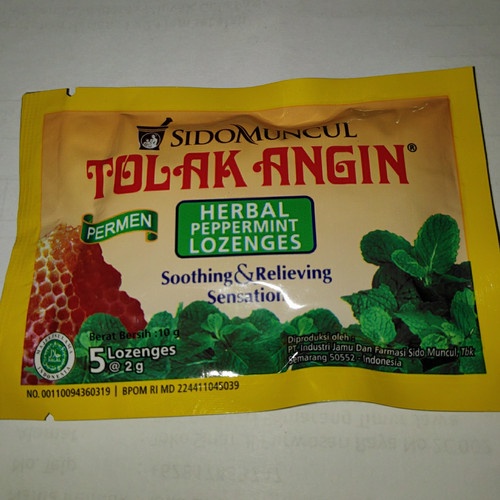 SIDOMUNCUL
TOLAK ANGIN®
PERMEN
HERBAL
PEPPERMINT
LOZENGES
Soothing & Relieving
Sensation
Berat Bersih :10 g
5 Lozenges
@ 2 g
Diproduksi oleh :
PT. Industri Jamu Dan Farmasi Sido Muncul, Tbk.
Semarang 50552 - Indonesia
NO. 00110094360319 | BPOM RI MD 224411045039